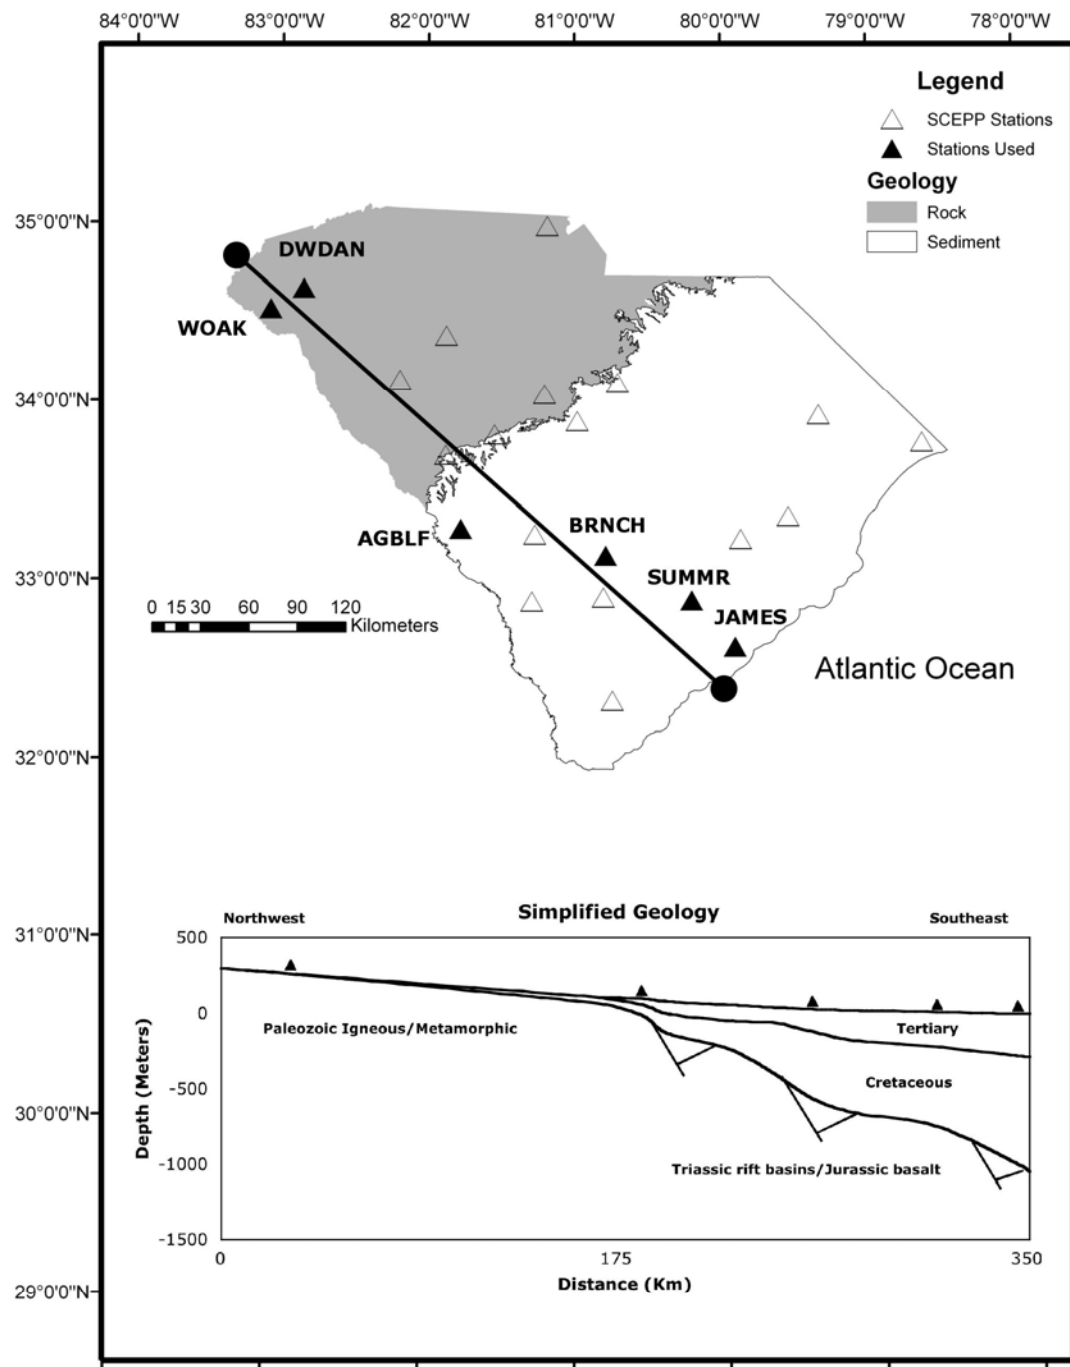 84°0'0"W 83°0'0"W 82°0'0"W 81°0'0"W 80°0'0"W 79°0'0"W 78°0'0"W
Legend
SCEPP Stations
Stations Used
Geology
Rock
Sediment
35°0'0"N
DWDAN
WOAK
34°0'0"N
AGBLF
BRNCH
33°0'0"N
SUMMR
0 15 30 60 90 120
Kilometers
JAMES
Atlantic Ocean
32°0'0"N
31°0'0"N
Northwest
Simplified Geology
Southeast
500
0
Paleozoic Igneous/Metamorphic
Tertiary
Depth (Meters)
-500
Cretaceous
30°0'0"N
-1000
Triassic rift basins/Jurassic basalt
-1500
0 175 350
Distance (Km)
29°0'0"N